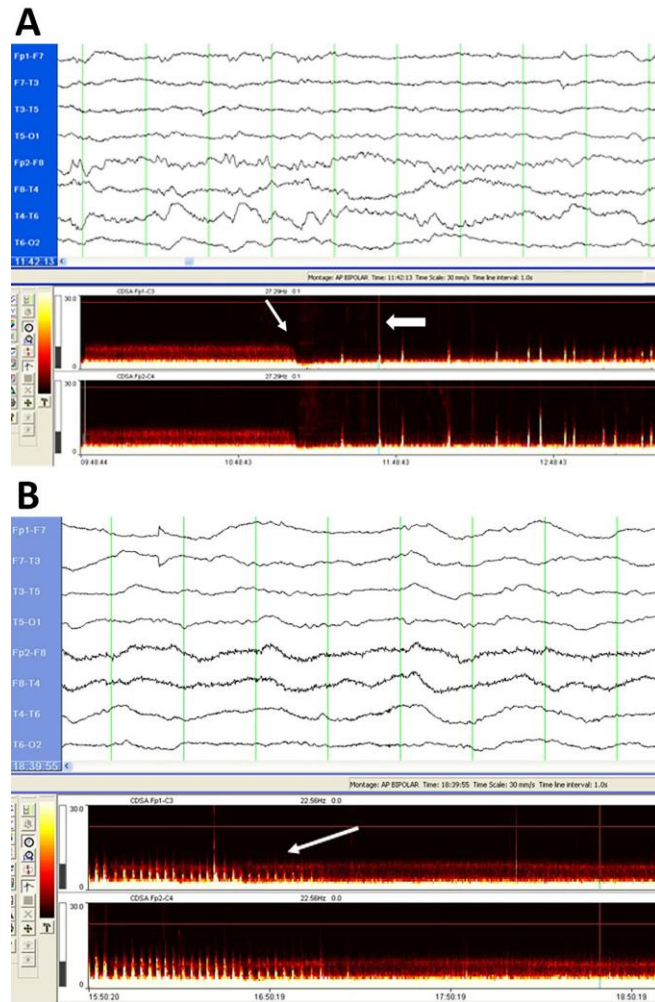 A
Fp1-F7
F7-T3
T3-T5
T5-O1
Fp2-F8
F8-T4
T4-T6
T6-O2
11:42:13
Montage: AP BIPOLAR Time: 11:42:13 Time Scale: 30 mm/s Time line interval: 1.0s
CDSA Fp1-C3 27.29Hz 0.1
30.0
0
CDSA Fp2-C4 27.29Hz 0.1
30.0
0
09:48:44 10:48:43 11:48:43 12:48:43
B
Fp1-F7
F7-T3
T3-T5
T5-O1
Fp2-F8
F8-T4
T4-T6
T6-O2
18:39:55
Montage: AP BIPOLAR Time: 18:39:55 Time Scale: 30 mm/s Time line interval: 1.0s
CDSA Fp1-C3 22.56Hz 0.0
30.0
0
CDSA Fp2-C4 22.56Hz 0.0
30.0
0
15:50:20 16:50:19 17:50:19 18:50:19